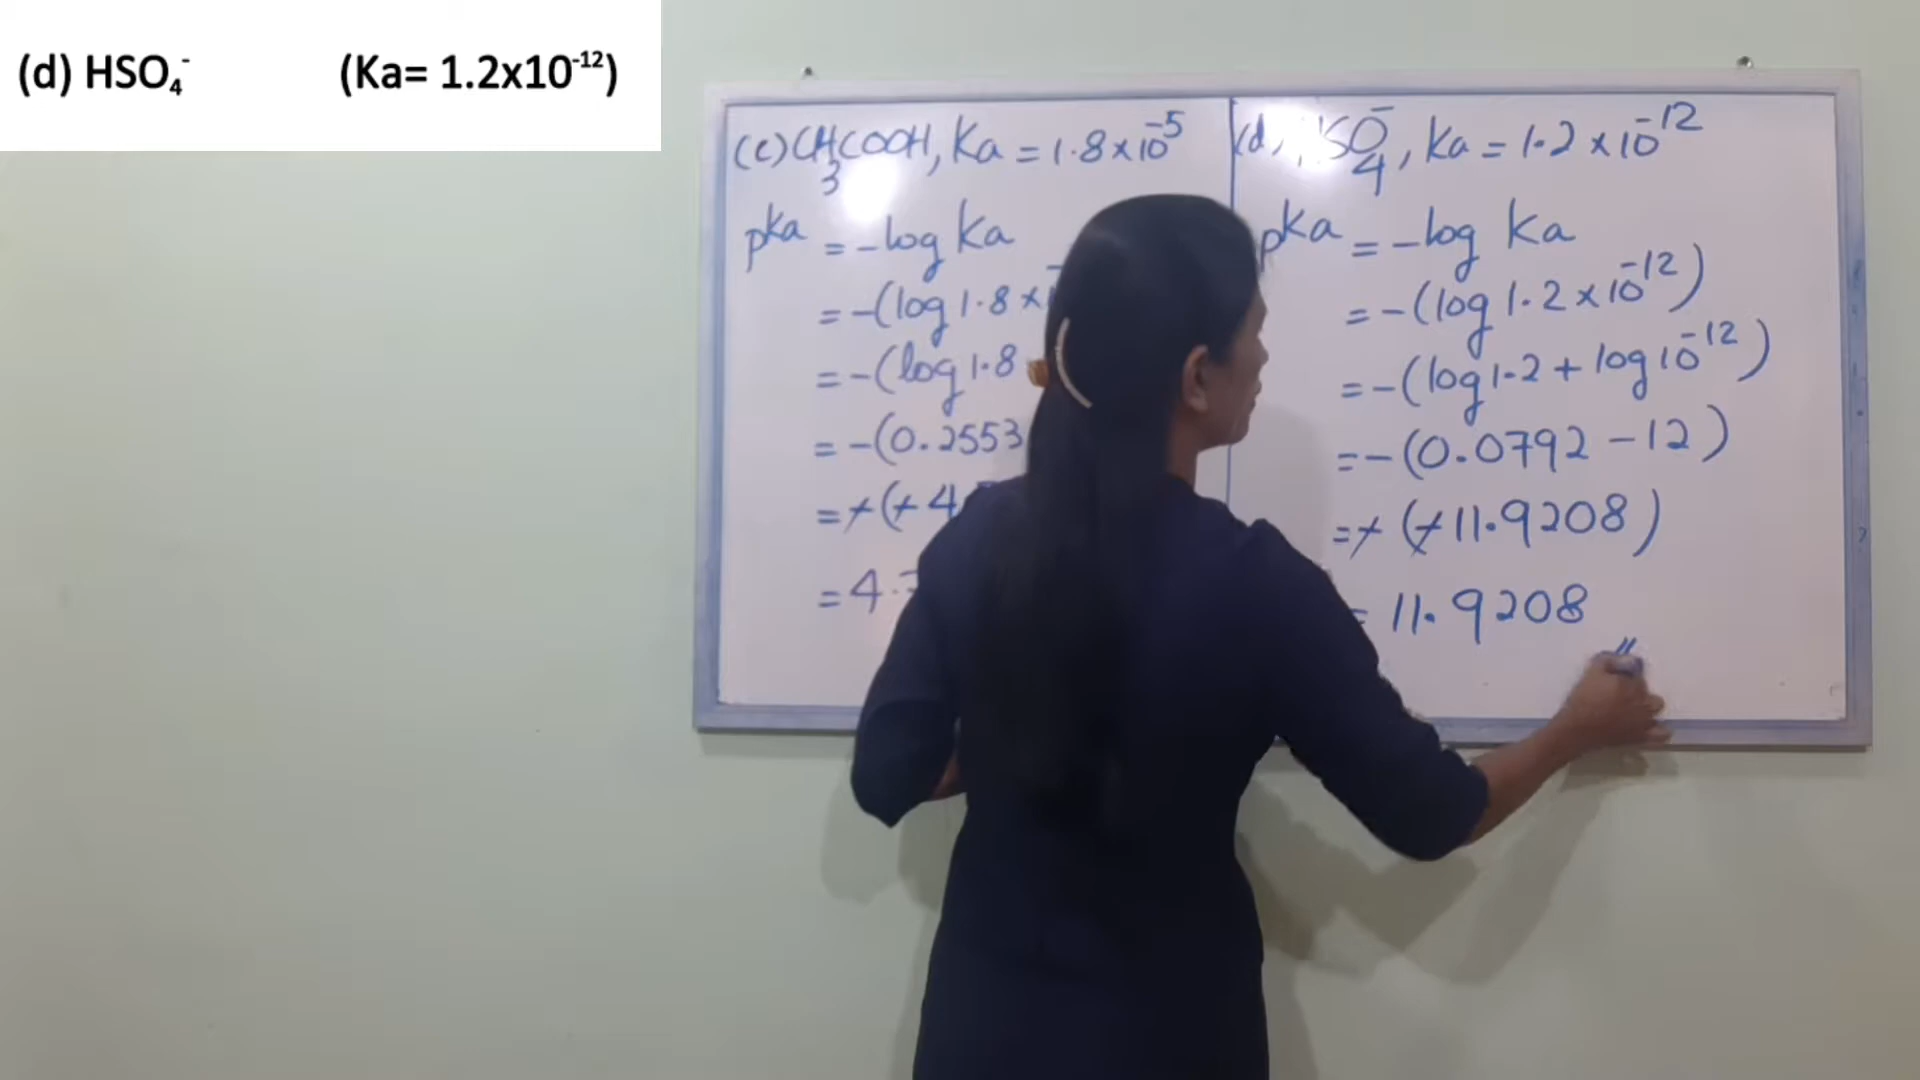 (d) HSO₄⁻ (Ka= 1.2x10⁻¹²)
(c) CH₃COOH, Ka = 1.8 × 10⁻⁵
pKa = -log Ka
= -(log 1.8 ×
= -(log 1.8
= -(0.2553
= -(-4.
= 4.
(d) SO₄⁻, Ka = 1.2 × 10⁻¹²
pKa = -log Ka
= -(log 1.2 × 10⁻¹²)
= -(log 1.2 + log 10⁻¹²)
= -(0.0792 - 12)
= -(-11.9208)
= 11.9208 //